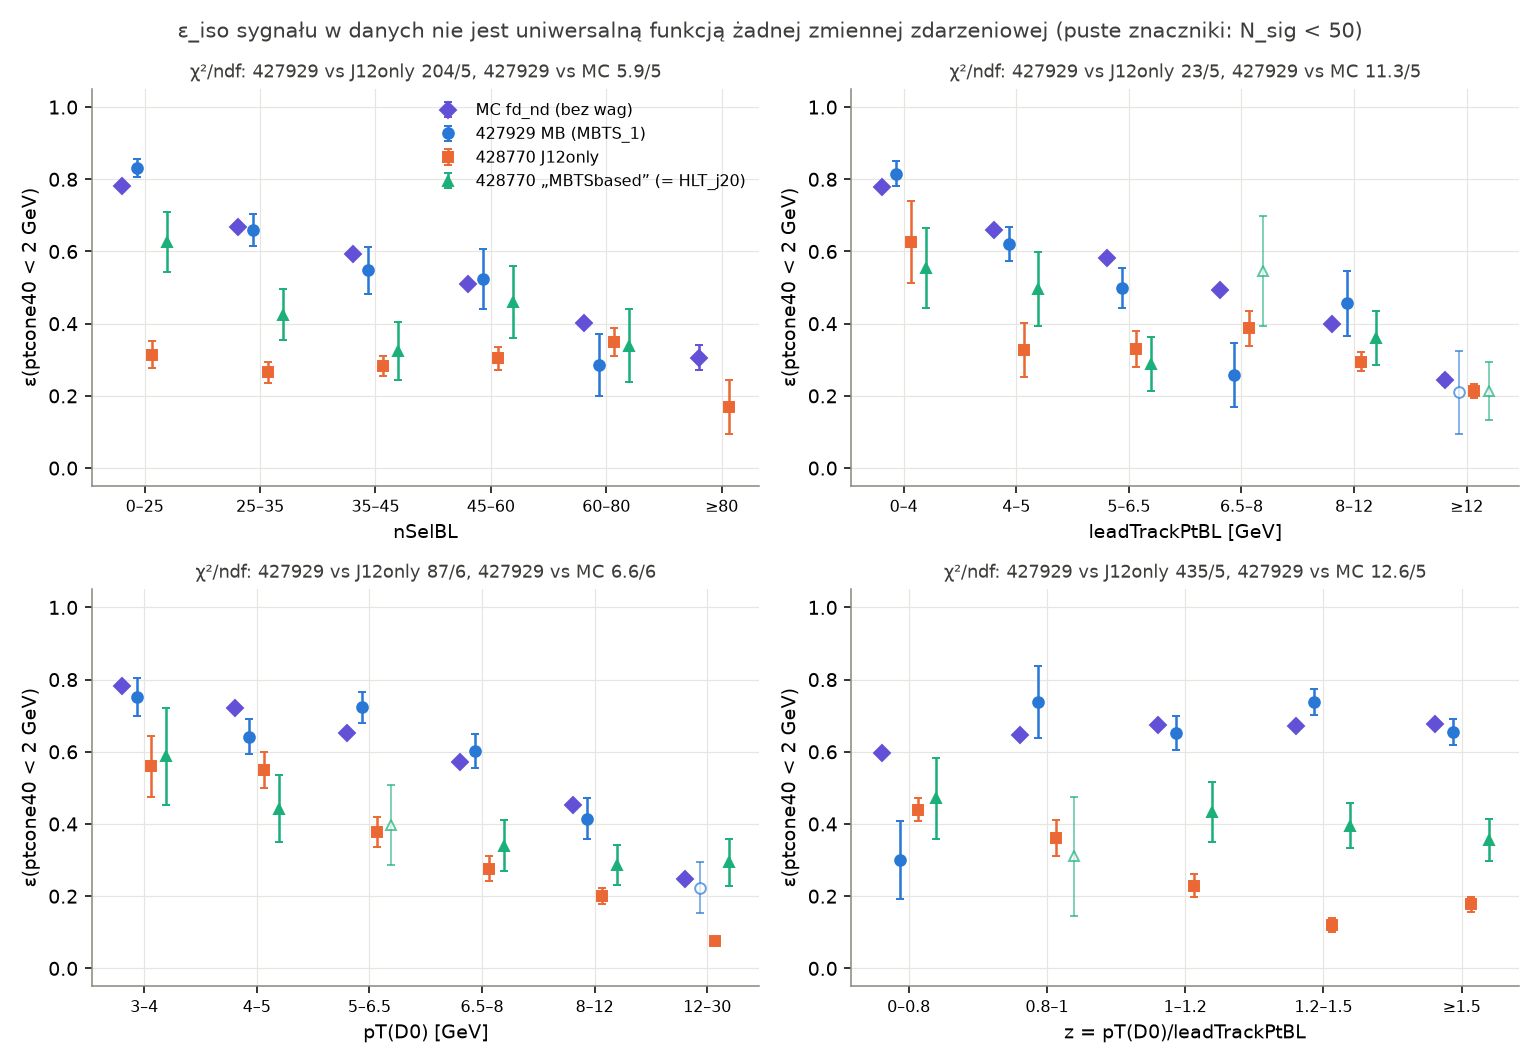 ε_iso sygnału w danych nie jest uniwersalną funkcją żadnej zmiennej zdarzeniowej (puste znaczniki: N_sig < 50)
χ²/ndf: 427929 vs J12only 204/5, 427929 vs MC 5.9/5
ε(ptcone40 < 2 GeV)
1.0
0.8
0.6
0.4
0.2
0.0
MC fd_nd (bez wag)
427929 MB (MBTS_1)
428770 J12only
428770 „MBTSbased” (= HLT_j20)
0–25 25–35 35–45 45–60 60–80 ≥80
nSelBL
χ²/ndf: 427929 vs J12only 23/5, 427929 vs MC 11.3/5
ε(ptcone40 < 2 GeV)
1.0
0.8
0.6
0.4
0.2
0.0
0–4 4–5 5–6.5 6.5–8 8–12 ≥12
leadTrackPtBL [GeV]
χ²/ndf: 427929 vs J12only 87/6, 427929 vs MC 6.6/6
ε(ptcone40 < 2 GeV)
1.0
0.8
0.6
0.4
0.2
0.0
3–4 4–5 5–6.5 6.5–8 8–12 12–30
pT(D0) [GeV]
χ²/ndf: 427929 vs J12only 435/5, 427929 vs MC 12.6/5
ε(ptcone40 < 2 GeV)
1.0
0.8
0.6
0.4
0.2
0.0
0–0.8 0.8–1 1–1.2 1.2–1.5 ≥1.5
z = pT(D0)/leadTrackPtBL